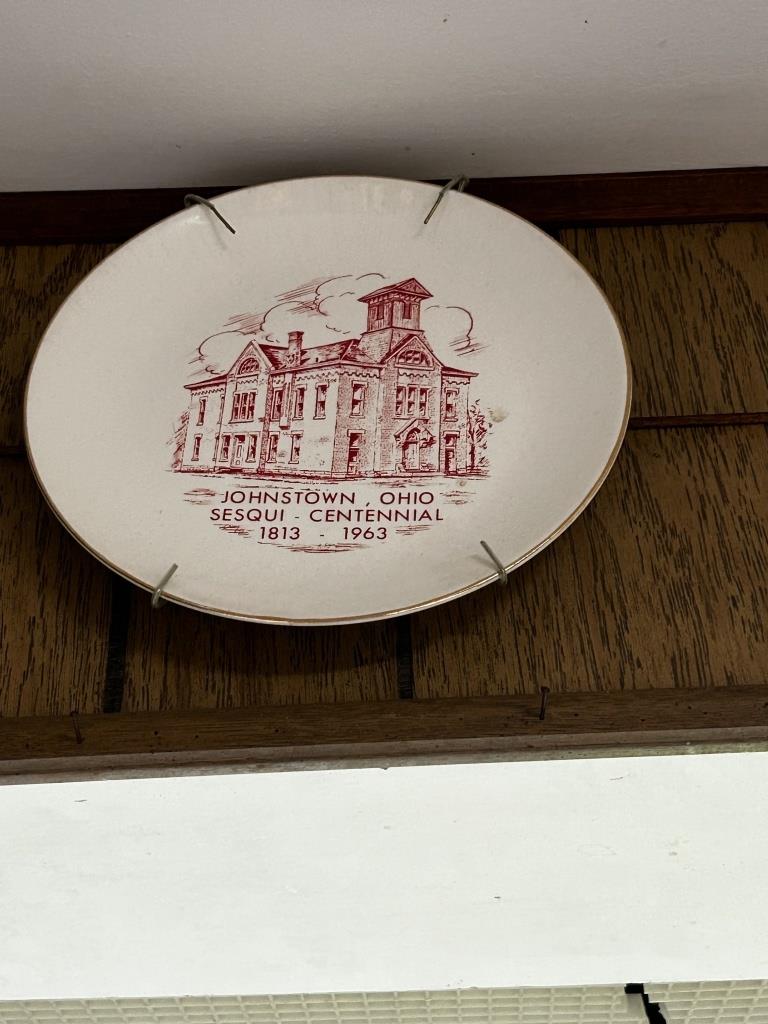 JOHNSTOWN, OHIO
SESQUI - CENTENNIAL
1813 - 1963